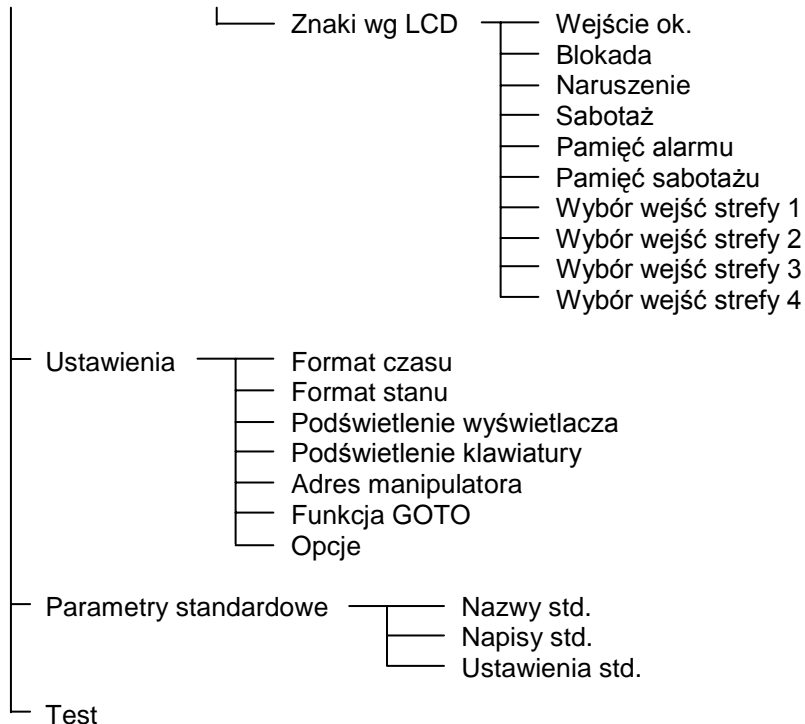 Znaki wg LCD
Wejście ok.
Blokada
Naruszenie
Sabotaż
Pamięć alarmu
Pamięć sabotażu
Wybór wejść strefy 1
Wybór wejść strefy 2
Wybór wejść strefy 3
Wybór wejść strefy 4
Ustawienia
Format czasu
Format stanu
Podświetlenie wyświetlacza
Podświetlenie klawiatury
Adres manipulatora
Funkcja GOTO
Opcje
Parametry standardowe
Nazwy std.
Napisy std.
Ustawienia std.
Test